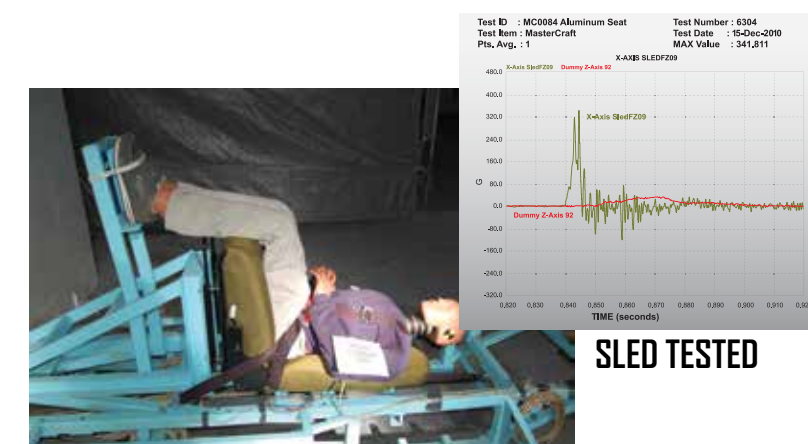 Test ID : MC0084 Aluminum Seat Test Number : 6304
Test Item : MasterCraft Test Date : 15-Dec-2010
Pts. Avg. : 1 MAX Value : 341.811
X-AXIS SLEDFZ09
X-Axis SledFZ09 Dummy Z-Axis 92
480.0
400.0
320.0
X-Axis SledFZ09
240.0
160.0
G
80.0
0.0
Dummy Z-Axis 92
-80.0
-160.0
-240.0
-320.0
0.820 0.830 0.840 0.850 0.860 0.870 0.880 0.890 0.900 0.910 0.92
TIME (seconds)
SLED TESTED